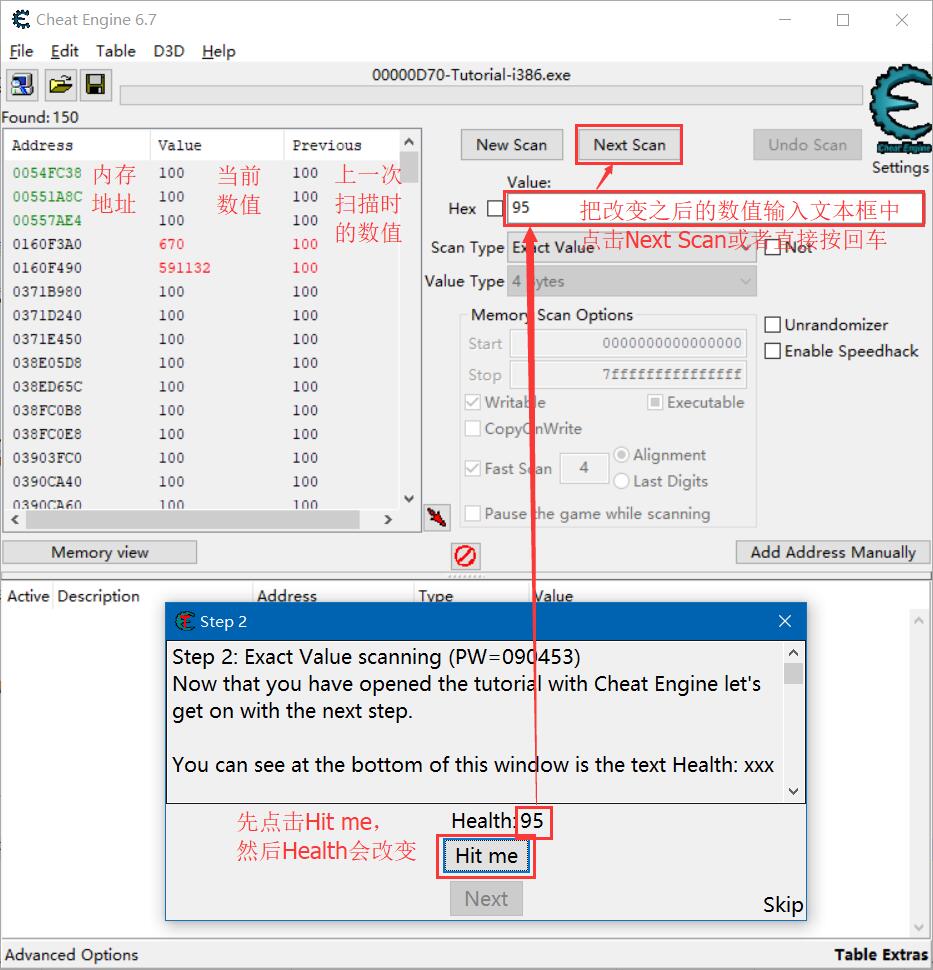 Cheat Engine 6.7
File Edit Table D3D Help
00000D70-Tutorial-i386.exe
Found: 150
Address Value Previous
0054FC38 100 100
00551A8C 100 100
00557AE4 100 100
0160F3A0 670 100
0160F490 591132 100
0371B980 100 100
0371D240 100 100
0371E450 100 100
038E05D8 100 100
038ED65C 100 100
038FC0B8 100 100
038FC0E8 100 100
03903FC0 100 100
0390CA40 100 100
0390CA60 100 100
内存
地址
当前
数值
上一次
扫描时
的数值
New Scan Next Scan Undo Scan
Cheat Engine
Settings
Value:
Hex 95
把改变之后的数值输入文本框中
点击Next Scan或者直接按回车
Scan Type Exact Value Not
Value Type 4 Bytes
Memory Scan Options
Start 0000000000000000
Stop 7fffffffffffffff
Writable Executable
CopyOnWrite
Fast Scan 4 Alignment
Last Digits
Pause the game while scanning
Unrandomizer
Enable Speedhack
Memory view Add Address Manually
Active Description Address Type Value
Step 2
Step 2: Exact Value scanning (PW=090453)
Now that you have opened the tutorial with Cheat Engine let's
get on with the next step.
You can see at the bottom of this window is the text Health: xxx
先点击Hit me，
然后Health会改变
Health: 95
Hit me
Next
Skip
Advanced Options Table Extras